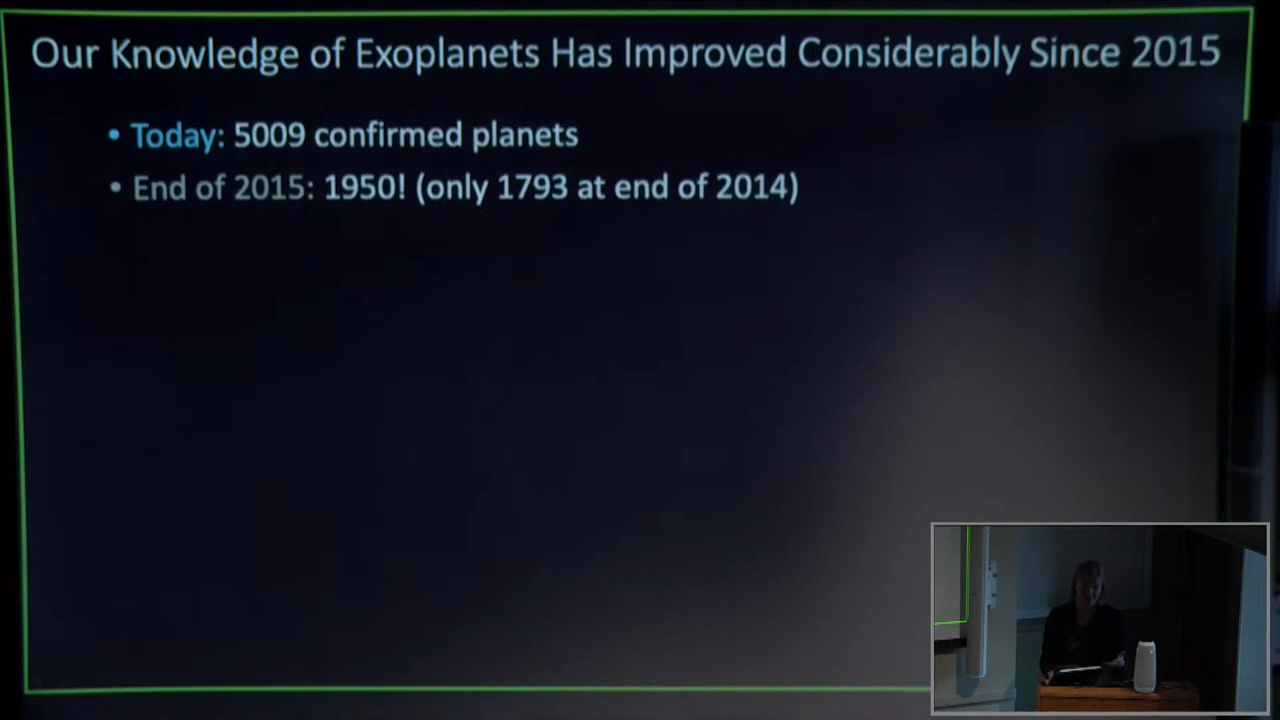 Our Knowledge of Exoplanets Has Improved Considerably Since 2015
• Today: 5009 confirmed planets
• End of 2015: 1950! (only 1793 at end of 2014)